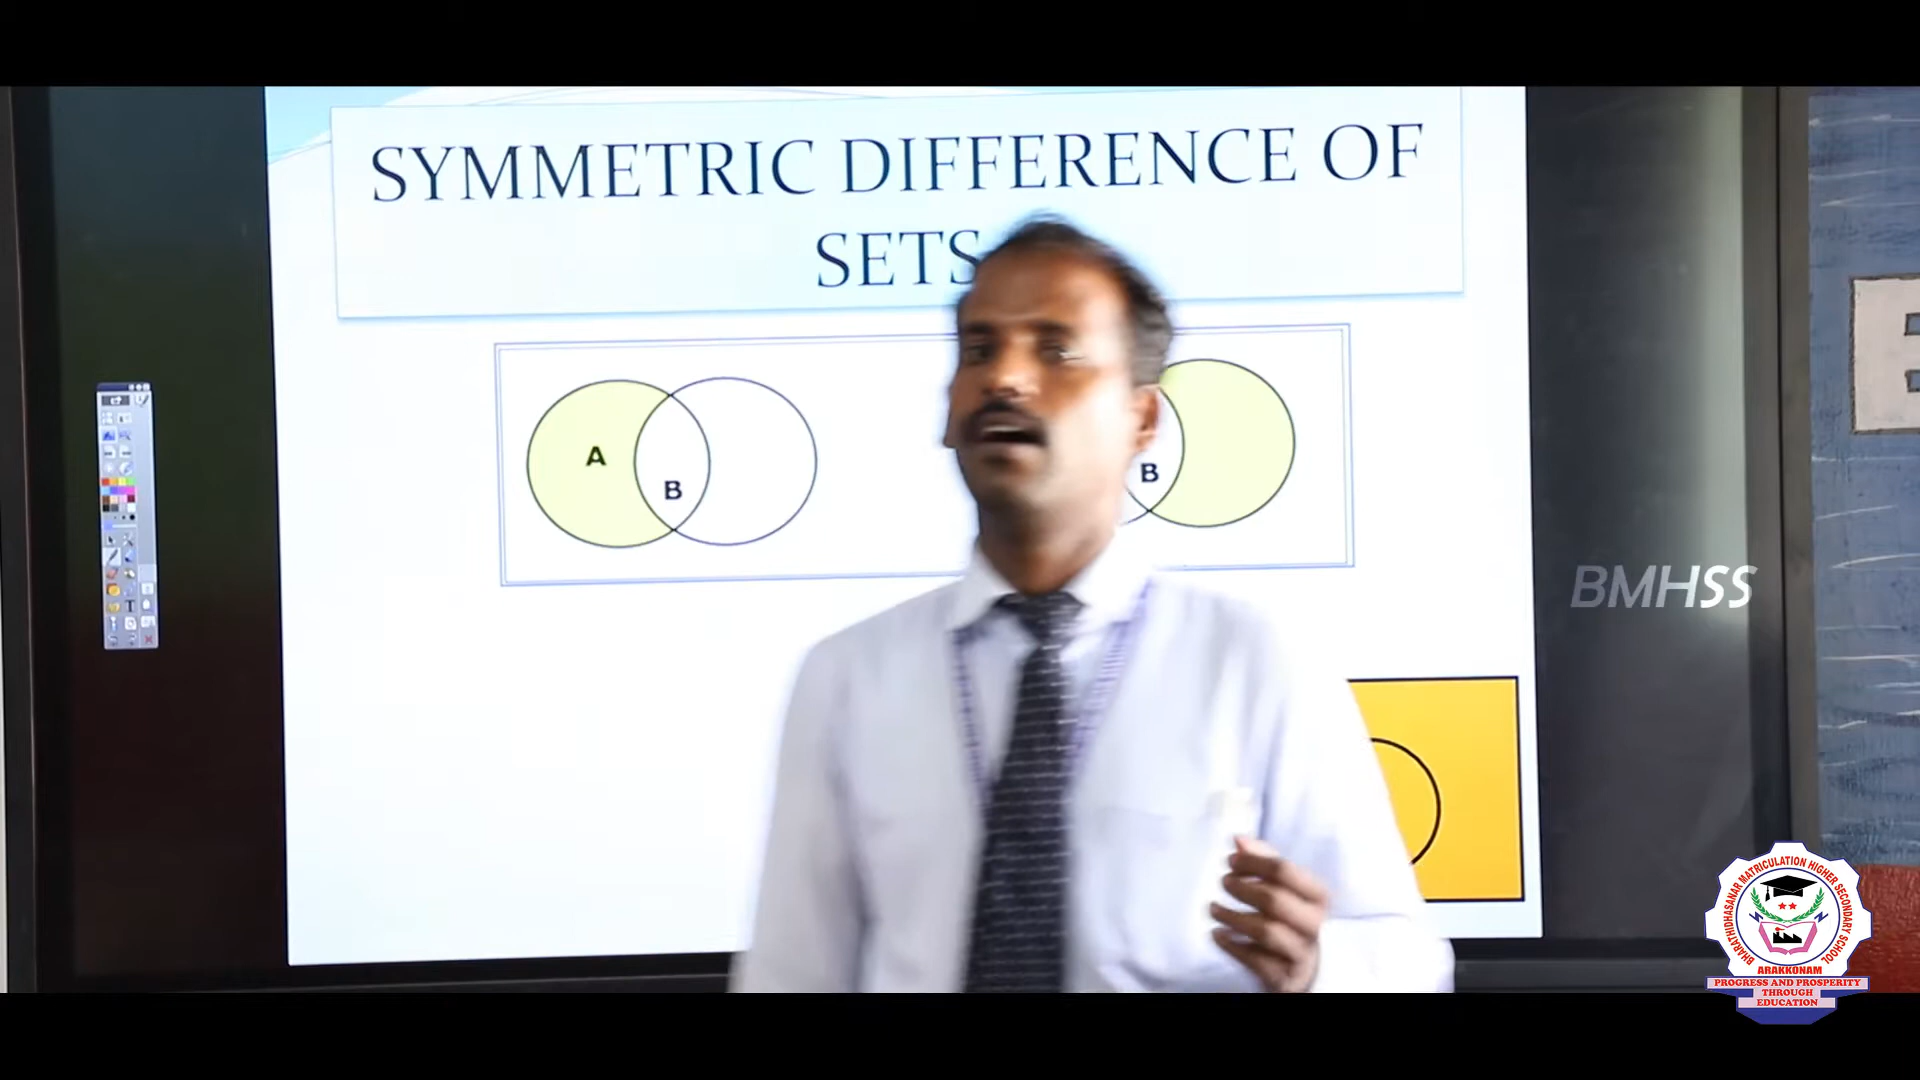 SYMMETRIC DIFFERENCE OF
SETS
A
B
B
BMHSS
BHARATHIDHASANAR MATRICULATION HIGHER SECONDARY SCHOOL
ARAKKONAM
PROGRESS AND PROSPERITY
THROUGH
EDUCATION